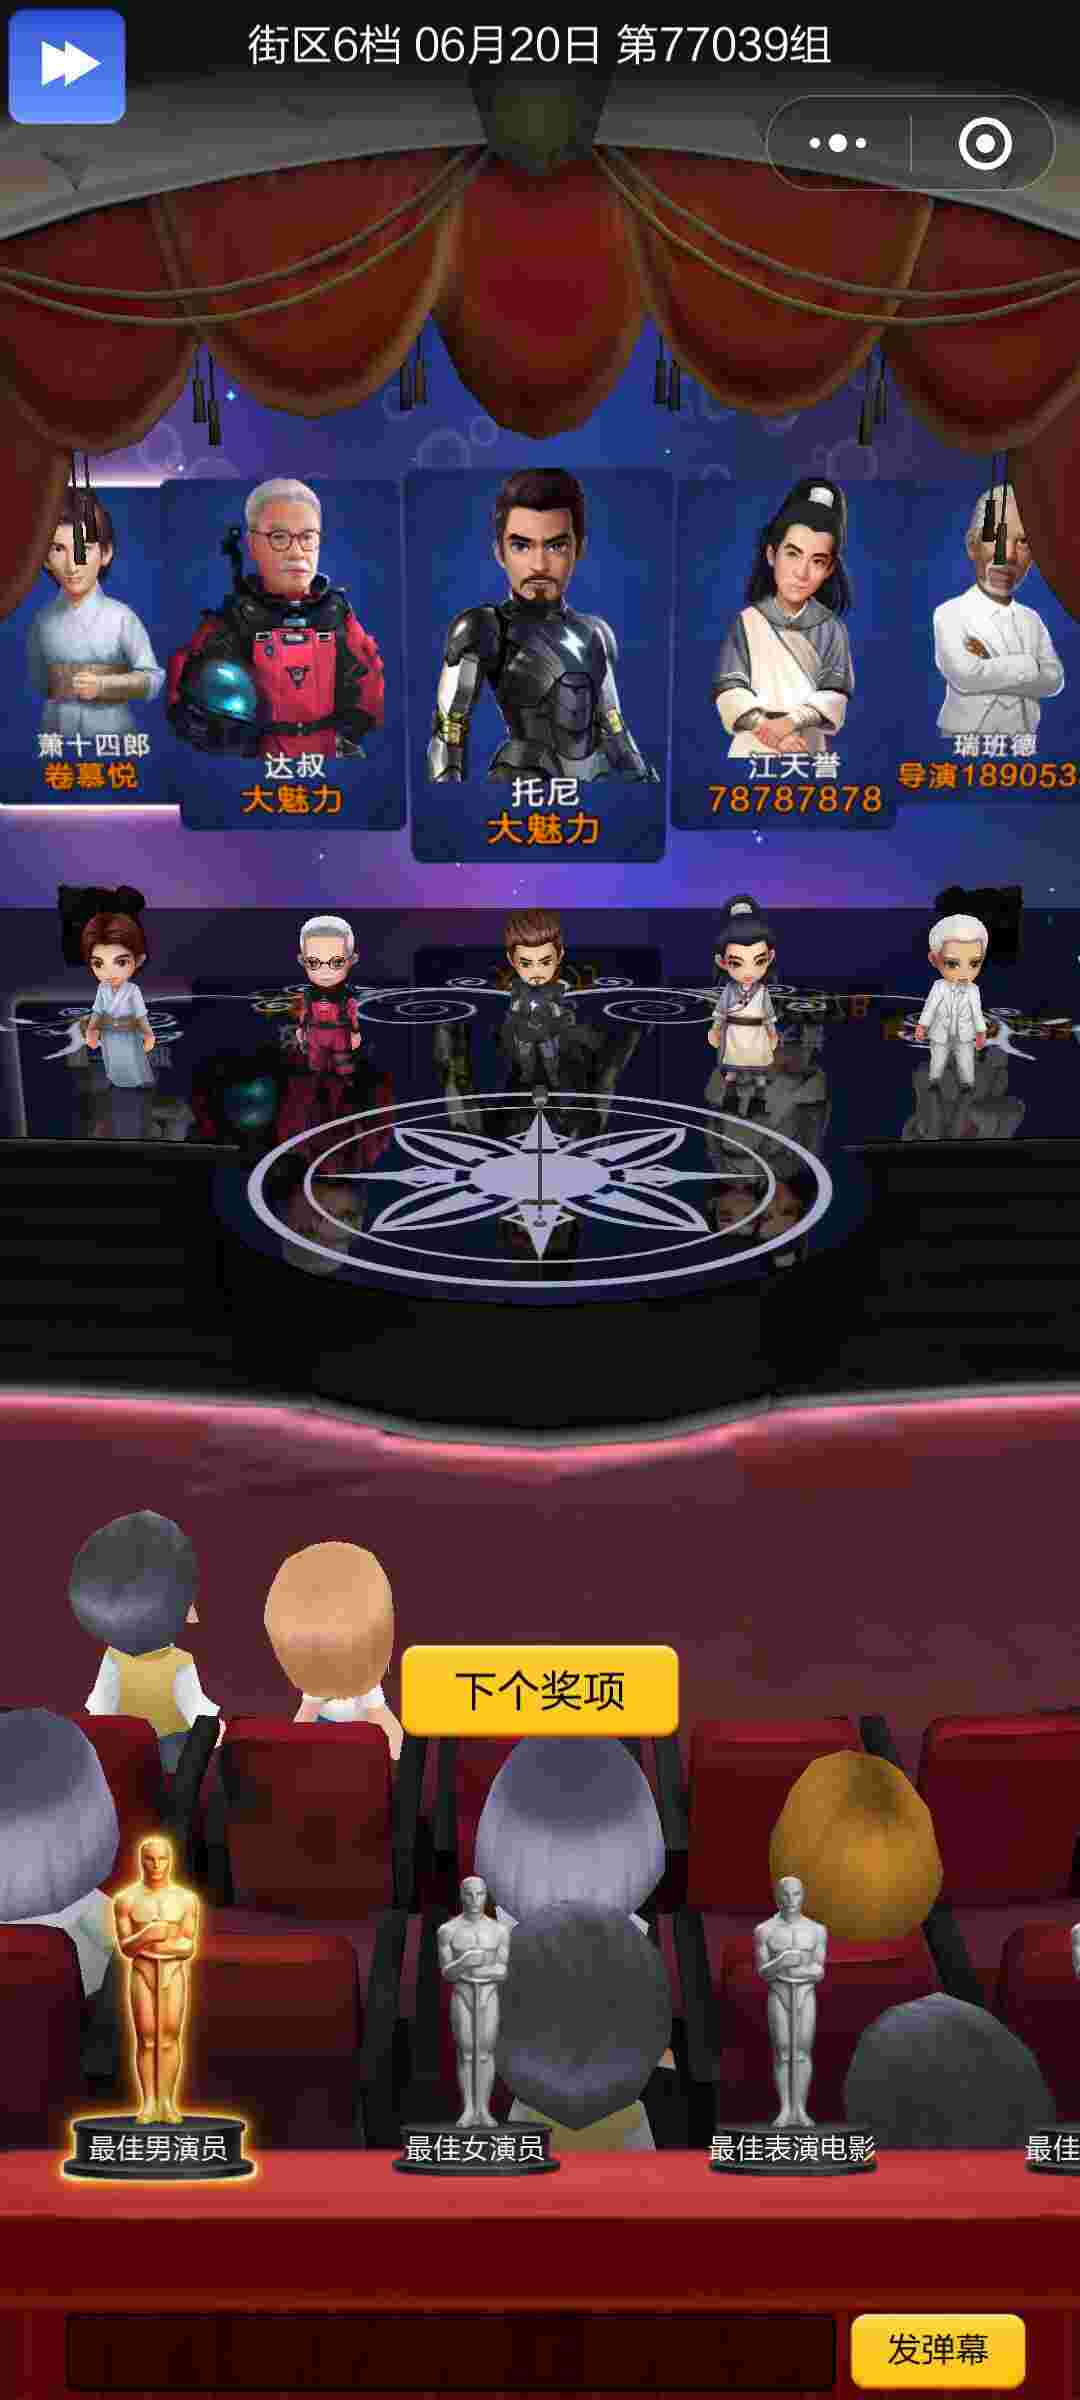 街区6档 06月20日 第77039组
萧十四郎
卷慕悦
达叔
大魅力
托尼
大魅力
江天誉
78787878
瑞班德
导演189053
下个奖项
最佳男演员
最佳女演员
最佳表演电影
最佳
发弹幕